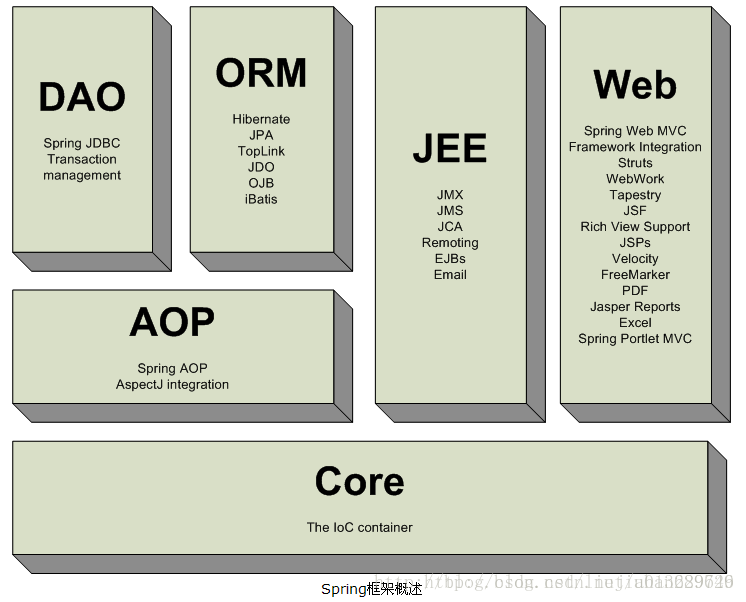 DAO
Spring JDBC
Transaction
management
ORM
Hibernate
JPA
TopLink
JDO
OJB
iBatis
JEE
JMX
JMS
JCA
Remoting
EJBs
Email
Web
Spring Web MVC
Framework Integration
Struts
WebWork
Tapestry
JSF
Rich View Support
JSPs
Velocity
FreeMarker
PDF
Jasper Reports
Excel
Spring Portlet MVC
AOP
Spring AOP
AspectJ integration
Core
The IoC container
Spring框架概述